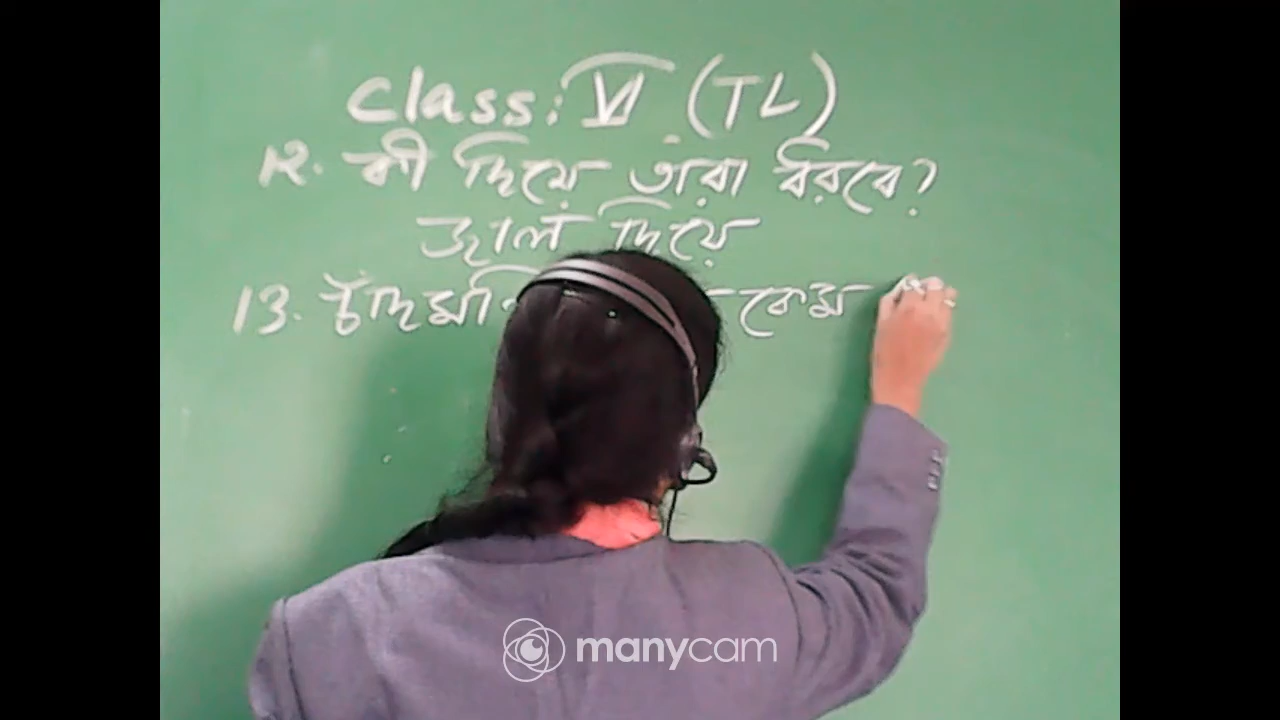 Class: VI (TL)
12. কী দিয়ে তারা ধরবে?
জাল দিয়ে
13. চাঁদ কেম
manycam